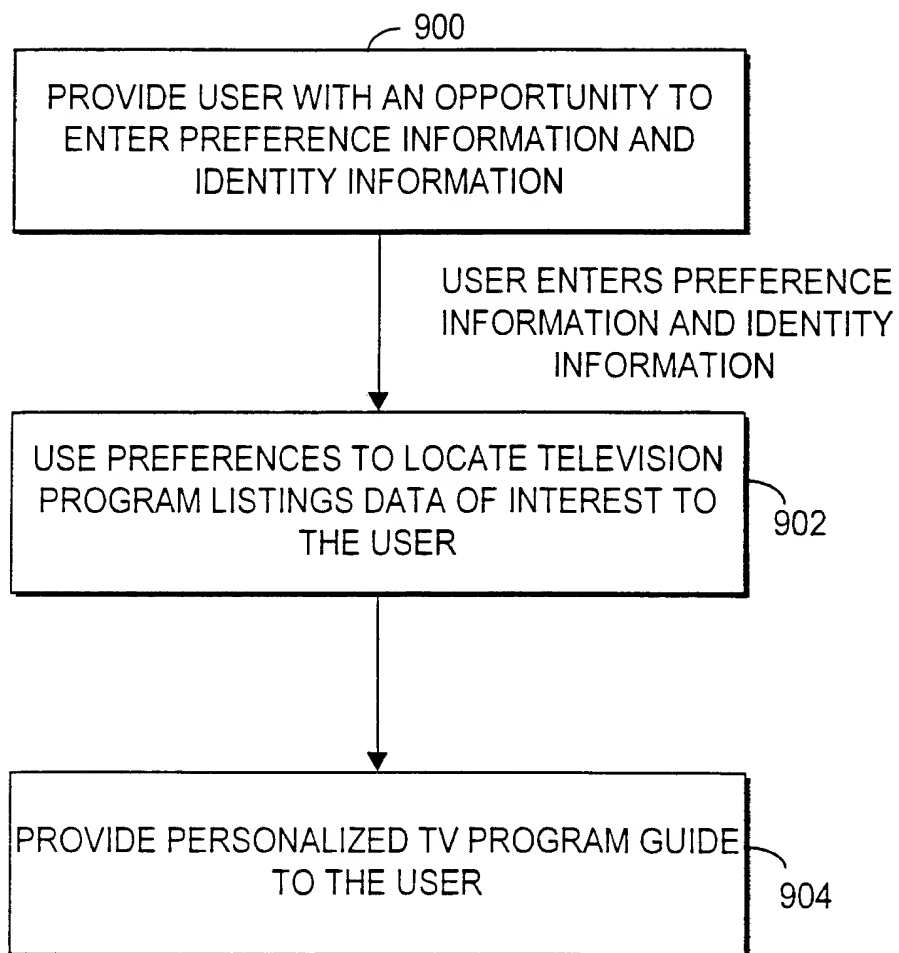 900
PROVIDE USER WITH AN OPPORTUNITY TO
ENTER PREFERENCE INFORMATION AND
IDENTITY INFORMATION
USER ENTERS PREFERENCE
INFORMATION AND IDENTITY
INFORMATION
USE PREFERENCES TO LOCATE TELEVISION
PROGRAM LISTINGS DATA OF INTEREST TO
THE USER
902
PROVIDE PERSONALIZED TV PROGRAM GUIDE
TO THE USER
904